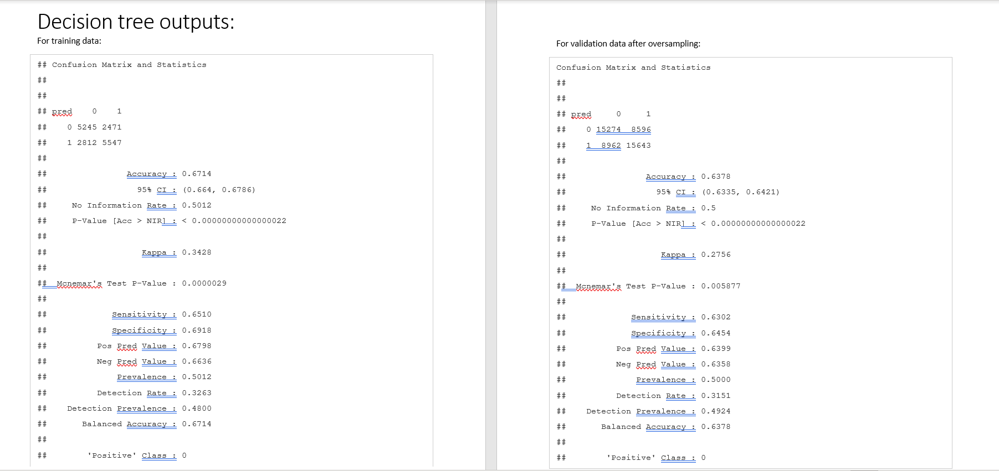 Decision tree outputs:
For training data:
## Confusion Matrix and Statistics
##
##
## pred    0    1
##    0 5245 2471
##    1 2812 5547
##
##                Accuracy : 0.6714
##                  95% CI : (0.664, 0.6786)
##     No Information Rate : 0.5012
##     P-Value [Acc > NIR] : < 0.00000000000000022
##
##                   Kappa : 0.3428
##
##  Mcnemar's Test P-Value : 0.0000029
##
##             Sensitivity : 0.6510
##             Specificity : 0.6918
##          Pos Pred Value : 0.6798
##          Neg Pred Value : 0.6636
##              Prevalence : 0.5012
##          Detection Rate : 0.3263
##    Detection Prevalence : 0.4800
##       Balanced Accuracy : 0.6714
##
##        'Positive' Class : 0
For validation data after oversampling:
Confusion Matrix and Statistics
##
##
## pred     0     1
##    0 15274  8596
##    1  8962 15643
##
##                Accuracy : 0.6378
##                  95% CI : (0.6335, 0.6421)
##     No Information Rate : 0.5
##     P-Value [Acc > NIR] : < 0.00000000000000022
##
##                   Kappa : 0.2756
##
##  Mcnemar's Test P-Value : 0.005877
##
##             Sensitivity : 0.6302
##             Specificity : 0.6454
##          Pos Pred Value : 0.6399
##          Neg Pred Value : 0.6358
##              Prevalence : 0.5000
##          Detection Rate : 0.3151
##    Detection Prevalence : 0.4924
##       Balanced Accuracy : 0.6378
##
##        'Positive' Class : 0